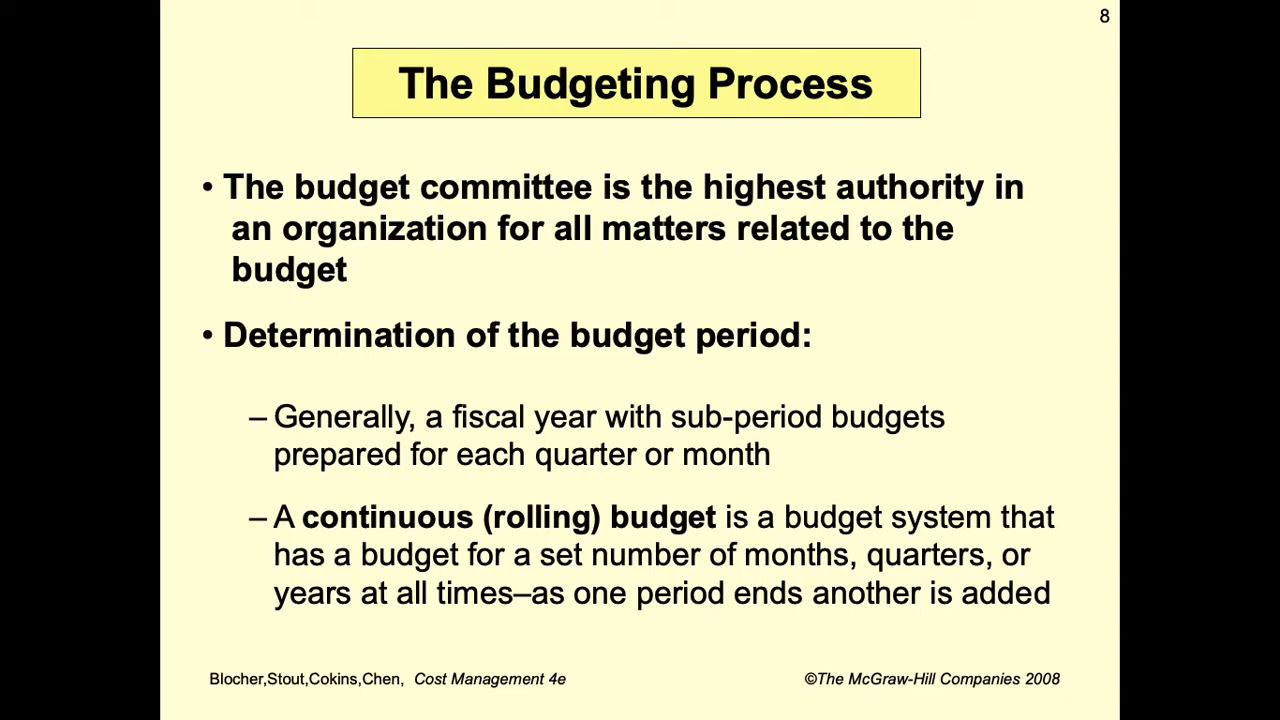 8
The Budgeting Process
• The budget committee is the highest authority in
an organization for all matters related to the
budget
• Determination of the budget period:
– Generally, a fiscal year with sub-period budgets
prepared for each quarter or month
– A continuous (rolling) budget is a budget system that
has a budget for a set number of months, quarters, or
years at all times–as one period ends another is added
Blocher,Stout,Cokins,Chen, Cost Management 4e ©The McGraw-Hill Companies 2008